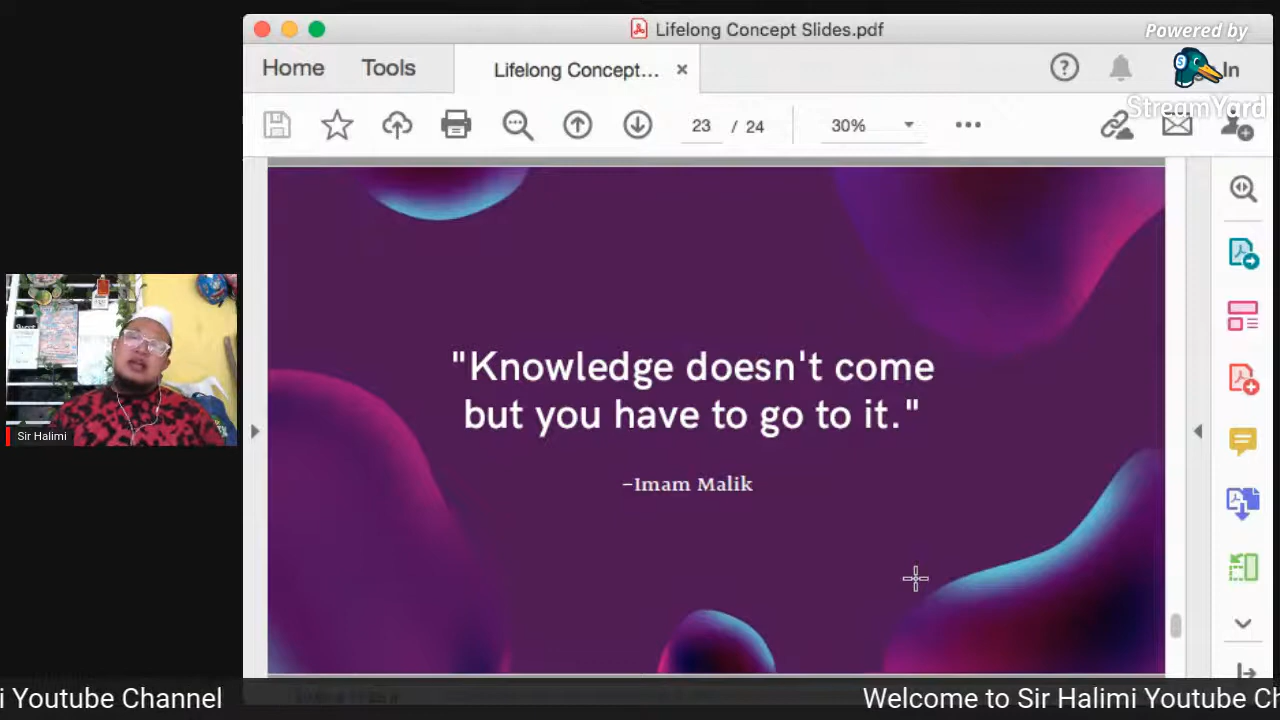 Lifelong Concept Slides.pdf
Powered by
Home
Tools
Lifelong Concept...
In
StreamYard
23 / 24
30%
"Knowledge doesn't come
but you have to go to it."
-Imam Malik
Sir Halimi
i Youtube Channel
Welcome to Sir Halimi Youtube Ch